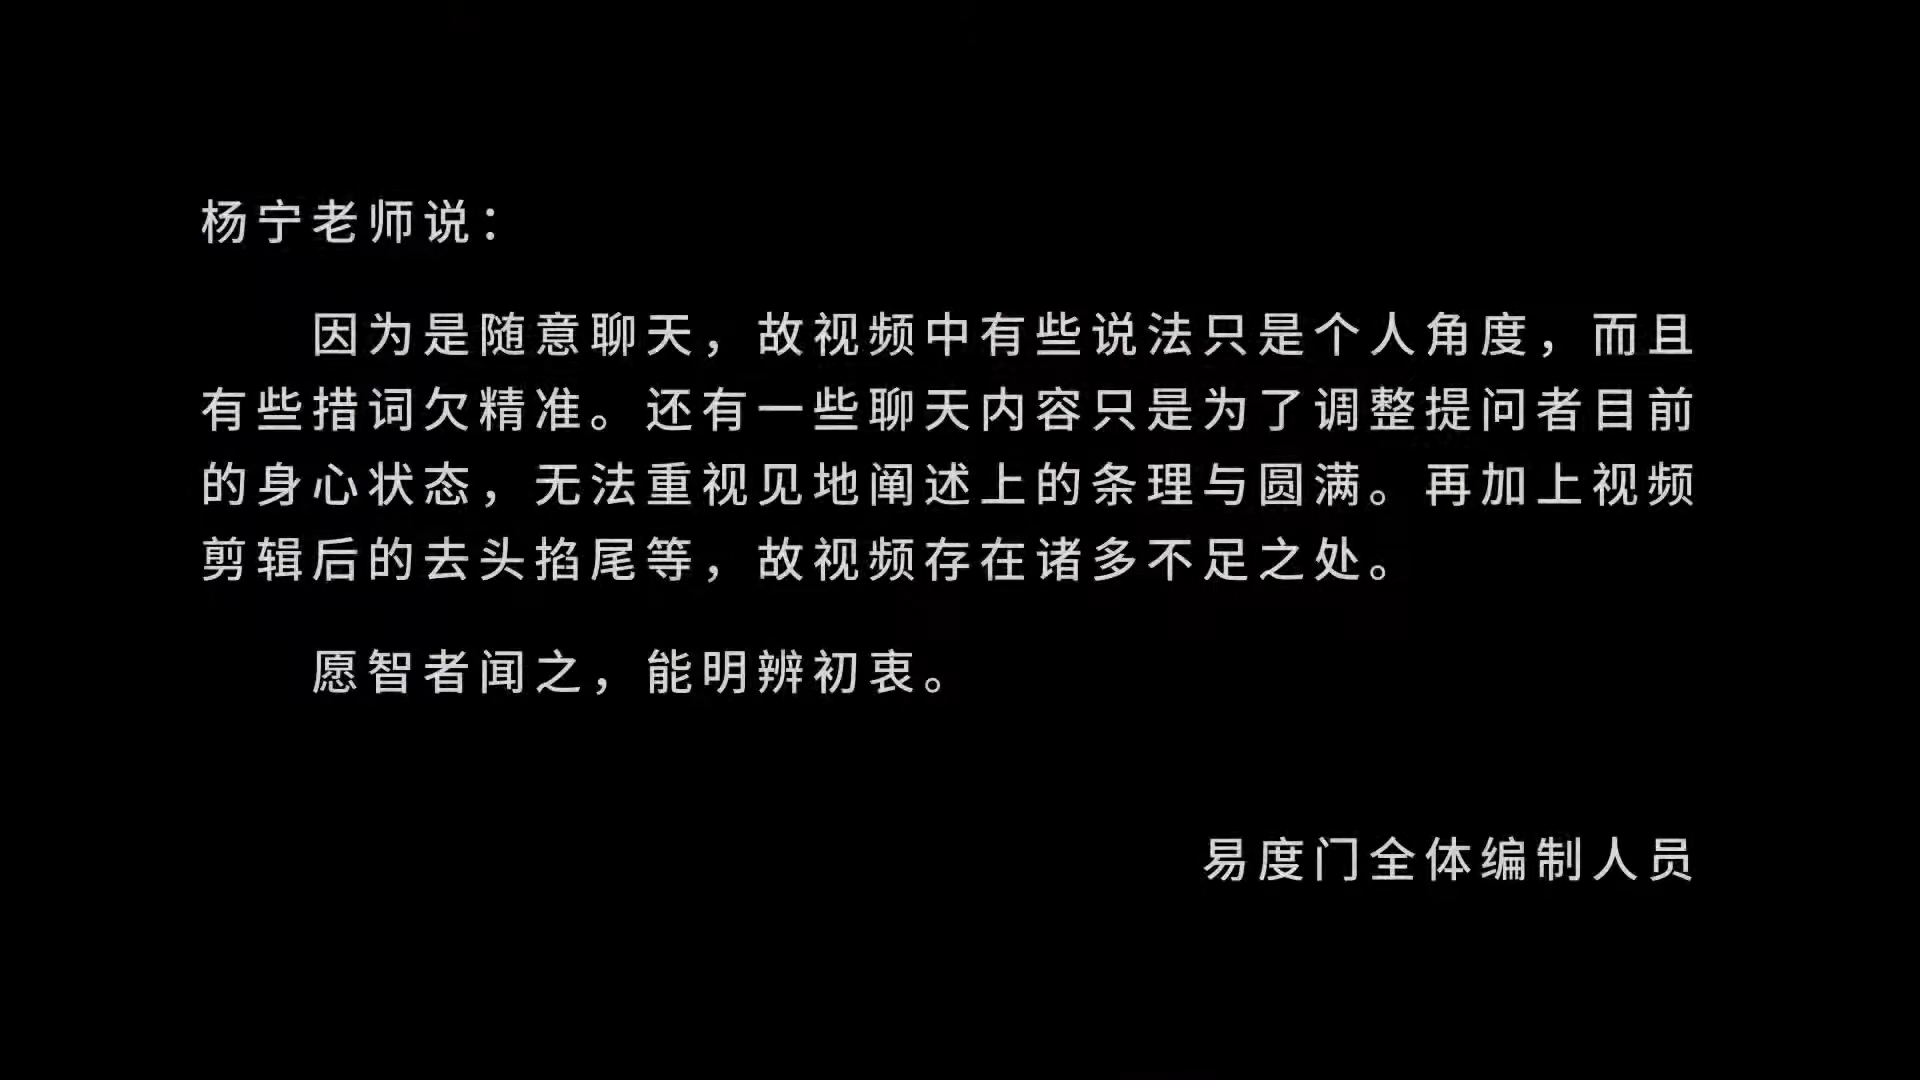 杨宁老师说：
因为是随意聊天，故视频中有些说法只是个人角度，而且
有些措词欠精准。还有一些聊天内容只是为了调整提问者目前
的身心状态，无法重视见地阐述上的条理与圆满。再加上视频
剪辑后的去头掐尾等，故视频存在诸多不足之处。
愿智者闻之，能明辨初衷。
易度门全体编制人员